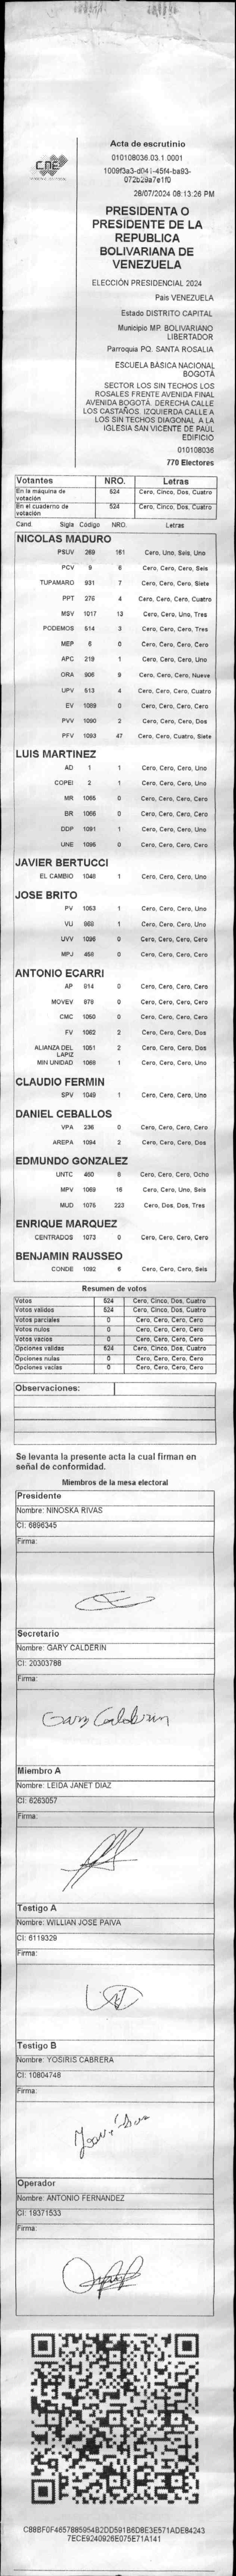 CNE
Acta de escrutinio
010108036.03.1.0001
1009f3a3-d041-45f4-ba93-
072b29a7e1f0
28/07/2024 08:13:26 PM
PRESIDENTA O
PRESIDENTE DE LA
REPUBLICA
BOLIVARIANA DE
VENEZUELA
ELECCIÓN PRESIDENCIAL 2024
País VENEZUELA
Estado DISTRITO CAPITAL
Municipio MP. BOLIVARIANO
LIBERTADOR
Parroquia PQ. SANTA ROSALIA
ESCUELA BÁSICA NACIONAL
BOGOTÁ
SECTOR LOS SIN TECHOS LOS
ROSALES FRENTE AVENIDA FINAL
AVENIDA BOGOTÁ. DERECHA CALLE
LOS CASTAÑOS. IZQUIERDA CALLE A
LOS SIN TECHOS DIAGONAL A LA
IGLESIA SAN VICENTE DE PAUL
EDIFICIO
010108036
770 Electores
Votantes NRO. Letras
En la máquina de votación 524 Cero, Cinco, Dos, Cuatro
En el cuaderno de votación 524 Cero, Cinco, Dos, Cuatro
Cand. Sigla Código NRO. Letras
NICOLAS MADURO
PSUV 269 161 Cero, Uno, Seis, Uno
PCV 9 6 Cero, Cero, Cero, Seis
TUPAMARO 931 7 Cero, Cero, Cero, Siete
PPT 276 4 Cero, Cero, Cero, Cuatro
MSV 1017 13 Cero, Cero, Uno, Tres
PODEMOS 514 3 Cero, Cero, Cero, Tres
MEP 6 0 Cero, Cero, Cero, Cero
APC 219 1 Cero, Cero, Cero, Uno
ORA 906 9 Cero, Cero, Cero, Nueve
UPV 513 4 Cero, Cero, Cero, Cuatro
EV 1089 0 Cero, Cero, Cero, Cero
PVV 1090 2 Cero, Cero, Cero, Dos
PFV 1093 47 Cero, Cero, Cuatro, Siete
LUIS MARTINEZ
AD 1 1 Cero, Cero, Cero, Uno
COPEI 2 1 Cero, Cero, Cero, Uno
MR 1065 0 Cero, Cero, Cero, Cero
BR 1066 0 Cero, Cero, Cero, Cero
DDP 1091 1 Cero, Cero, Cero, Uno
UNE 1095 0 Cero, Cero, Cero, Cero
JAVIER BERTUCCI
EL CAMBIO 1048 1 Cero, Cero, Cero, Uno
JOSE BRITO
PV 1053 1 Cero, Cero, Cero, Uno
VU 868 1 Cero, Cero, Cero, Uno
UVV 1096 0 Cero, Cero, Cero, Cero
MPJ 458 0 Cero, Cero, Cero, Cero
ANTONIO ECARRI
AP 914 0 Cero, Cero, Cero, Cero
MOVEV 978 0 Cero, Cero, Cero, Cero
CMC 1050 0 Cero, Cero, Cero, Cero
FV 1062 2 Cero, Cero, Cero, Dos
ALIANZA DEL LAPIZ 1051 2 Cero, Cero, Cero, Dos
MIN UNIDAD 1088 1 Cero, Cero, Cero, Uno
CLAUDIO FERMIN
SPV 1049 1 Cero, Cero, Cero, Uno
DANIEL CEBALLOS
VPA 236 0 Cero, Cero, Cero, Cero
AREPA 1094 2 Cero, Cero, Cero, Dos
EDMUNDO GONZALEZ
UNTC 480 8 Cero, Cero, Cero, Ocho
MPV 1069 16 Cero, Cero, Uno, Seis
MUD 1075 223 Cero, Dos, Dos, Tres
ENRIQUE MARQUEZ
CENTRADOS 1073 0 Cero, Cero, Cero, Cero
BENJAMIN RAUSSEO
CONDE 1092 6 Cero, Cero, Cero, Seis
Resumen de votos
Votos 524 Cero, Cinco, Dos, Cuatro
Votos validos 524 Cero, Cinco, Dos, Cuatro
Votos parciales 0 Cero, Cero, Cero, Cero
Votos nulos 0 Cero, Cero, Cero, Cero
Votos vacios 0 Cero, Cero, Cero, Cero
Opciones validas 524 Cero, Cinco, Dos, Cuatro
Opciones nulas 0 Cero, Cero, Cero, Cero
Opciones vacias 0 Cero, Cero, Cero, Cero
Observaciones:
Se levanta la presente acta la cual firman en
señal de conformidad.
Miembros de la mesa electoral
Presidente
Nombre: NINOSKA RIVAS
CI: 6896345
Firma:
Secretario
Nombre: GARY CALDERIN
CI: 20303788
Firma:
Gary Calderin
Miembro A
Nombre: LEIDA JANET DIAZ
CI: 6263057
Firma:
Testigo A
Nombre: WILLIAN JOSE PAIVA
CI: 6119329
Firma:
Testigo B
Nombre: YOSIRIS CABRERA
CI: 10804748
Firma:
Operador
Nombre: ANTONIO FERNANDEZ
CI: 19371533
Firma:
C8BBF0F4657885954B2DD591B6D8E3E571ADE84243
7ECE9240926E075E71A141